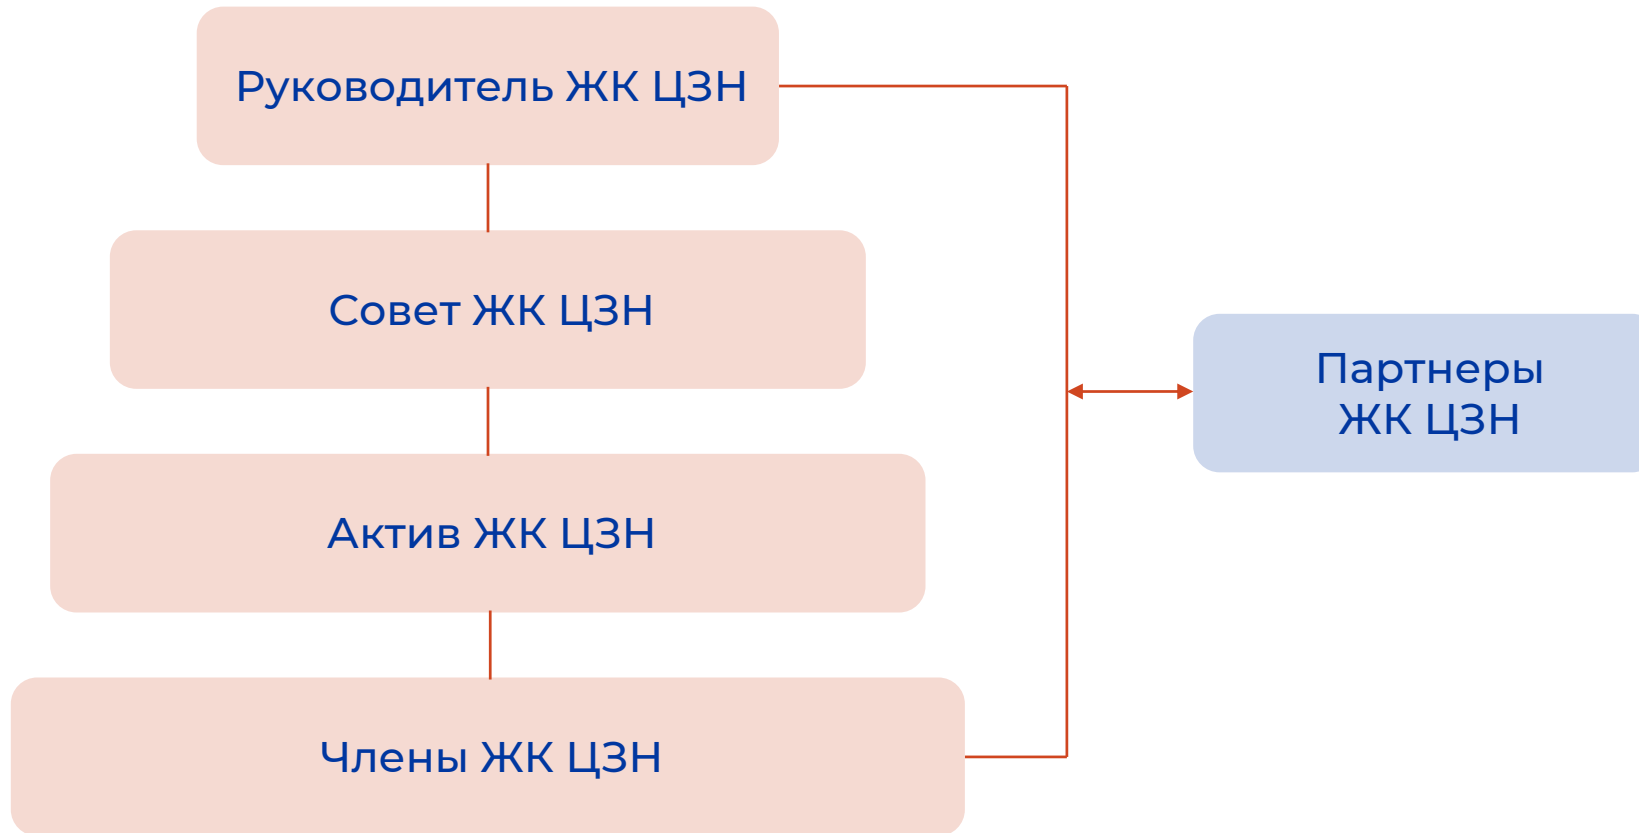 Руководитель ЖК ЦЗН
Совет ЖК ЦЗН
Актив ЖК ЦЗН
Члены ЖК ЦЗН
Партнеры
ЖК ЦЗН